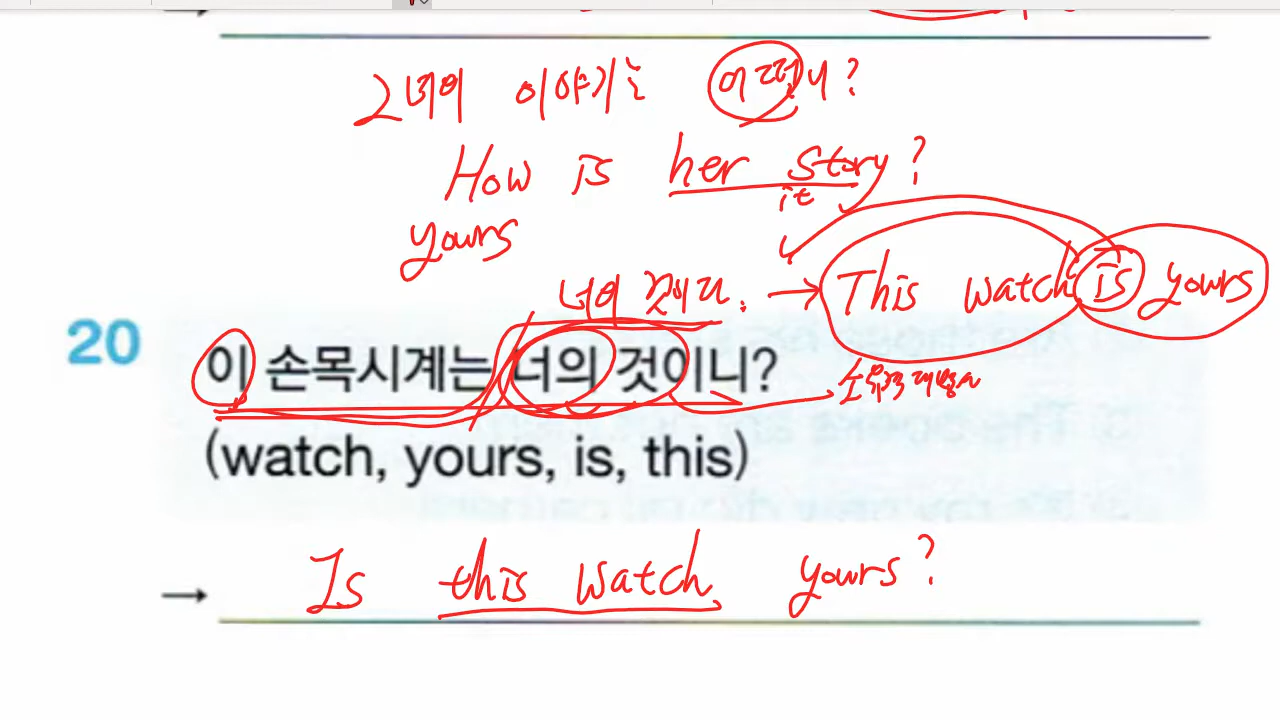 그녀의 이야기는 어떻니?
How is her story?
it
yours
너의 것이다. → This watch is yours
20 이 손목시계는 너의 것이니?
소유격 대명사
(watch, yours, is, this)
→ Is this watch yours?